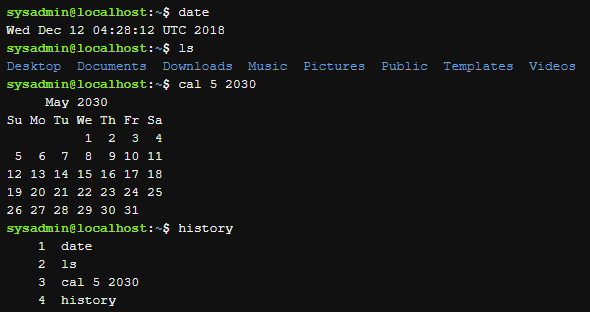 sysadmin@localhost:~$ date
Wed Dec 12 04:28:12 UTC 2018
sysadmin@localhost:~$ ls
Desktop  Documents  Downloads  Music  Pictures  Public  Templates  Videos
sysadmin@localhost:~$ cal 5 2030
      May 2030
Su Mo Tu We Th Fr Sa
          1  2  3  4
 5  6  7  8  9 10 11
12 13 14 15 16 17 18
19 20 21 22 23 24 25
26 27 28 29 30 31
sysadmin@localhost:~$ history
    1  date
    2  ls
    3  cal 5 2030
    4  history